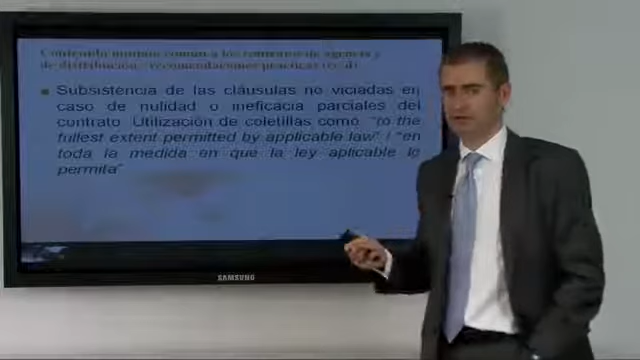 Contenido mínimo común a los contratos de agencia y
de distribución: recomendaciones prácticas
Subsistencia de las cláusulas no viciadas en
caso de nulidad o ineficacia parciales del
contrato Utilización de coletillas como "to the
fullest extent permitted by applicable law" / "en
toda la medida en que la ley aplicable lo
permita"
SAMSUNG